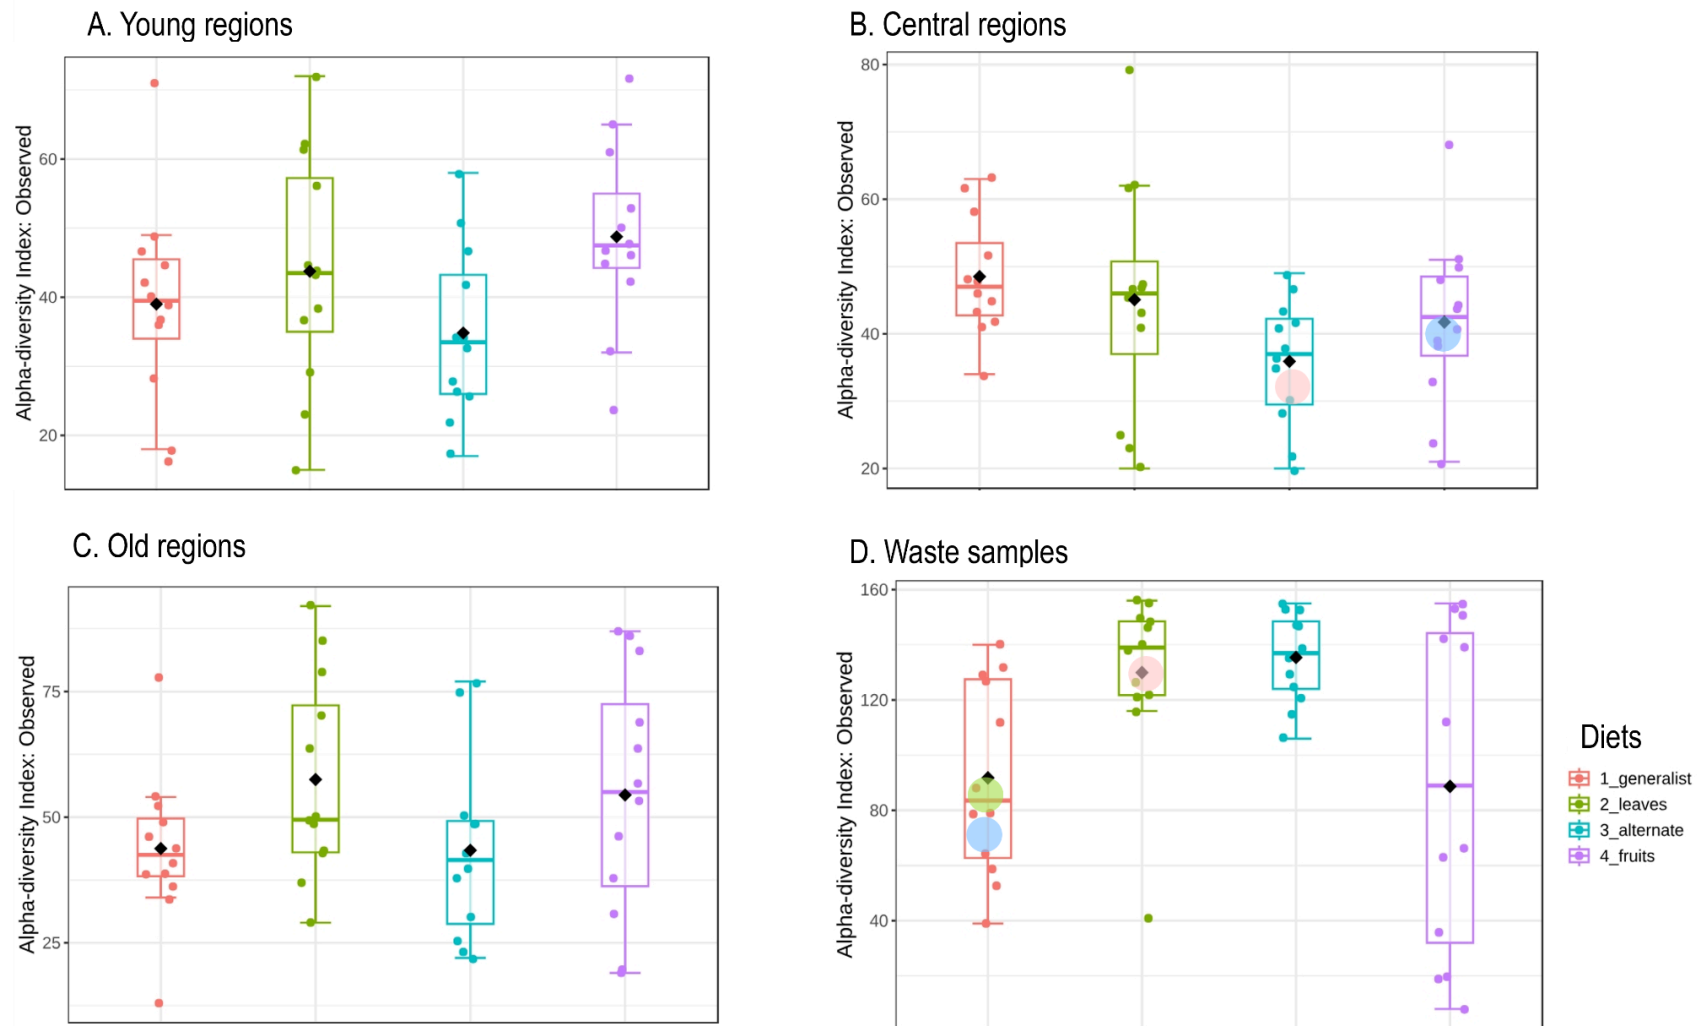 A. Young regions
Alpha-diversity Index: Observed
60
40
20
B. Central regions
Alpha-diversity Index: Observed
80
60
40
20
C. Old regions
Alpha-diversity Index: Observed
75
50
25
D. Waste samples
Alpha-diversity Index: Observed
160
120
80
40
Diets
1_generalist
2_leaves
3_alternate
4_fruits